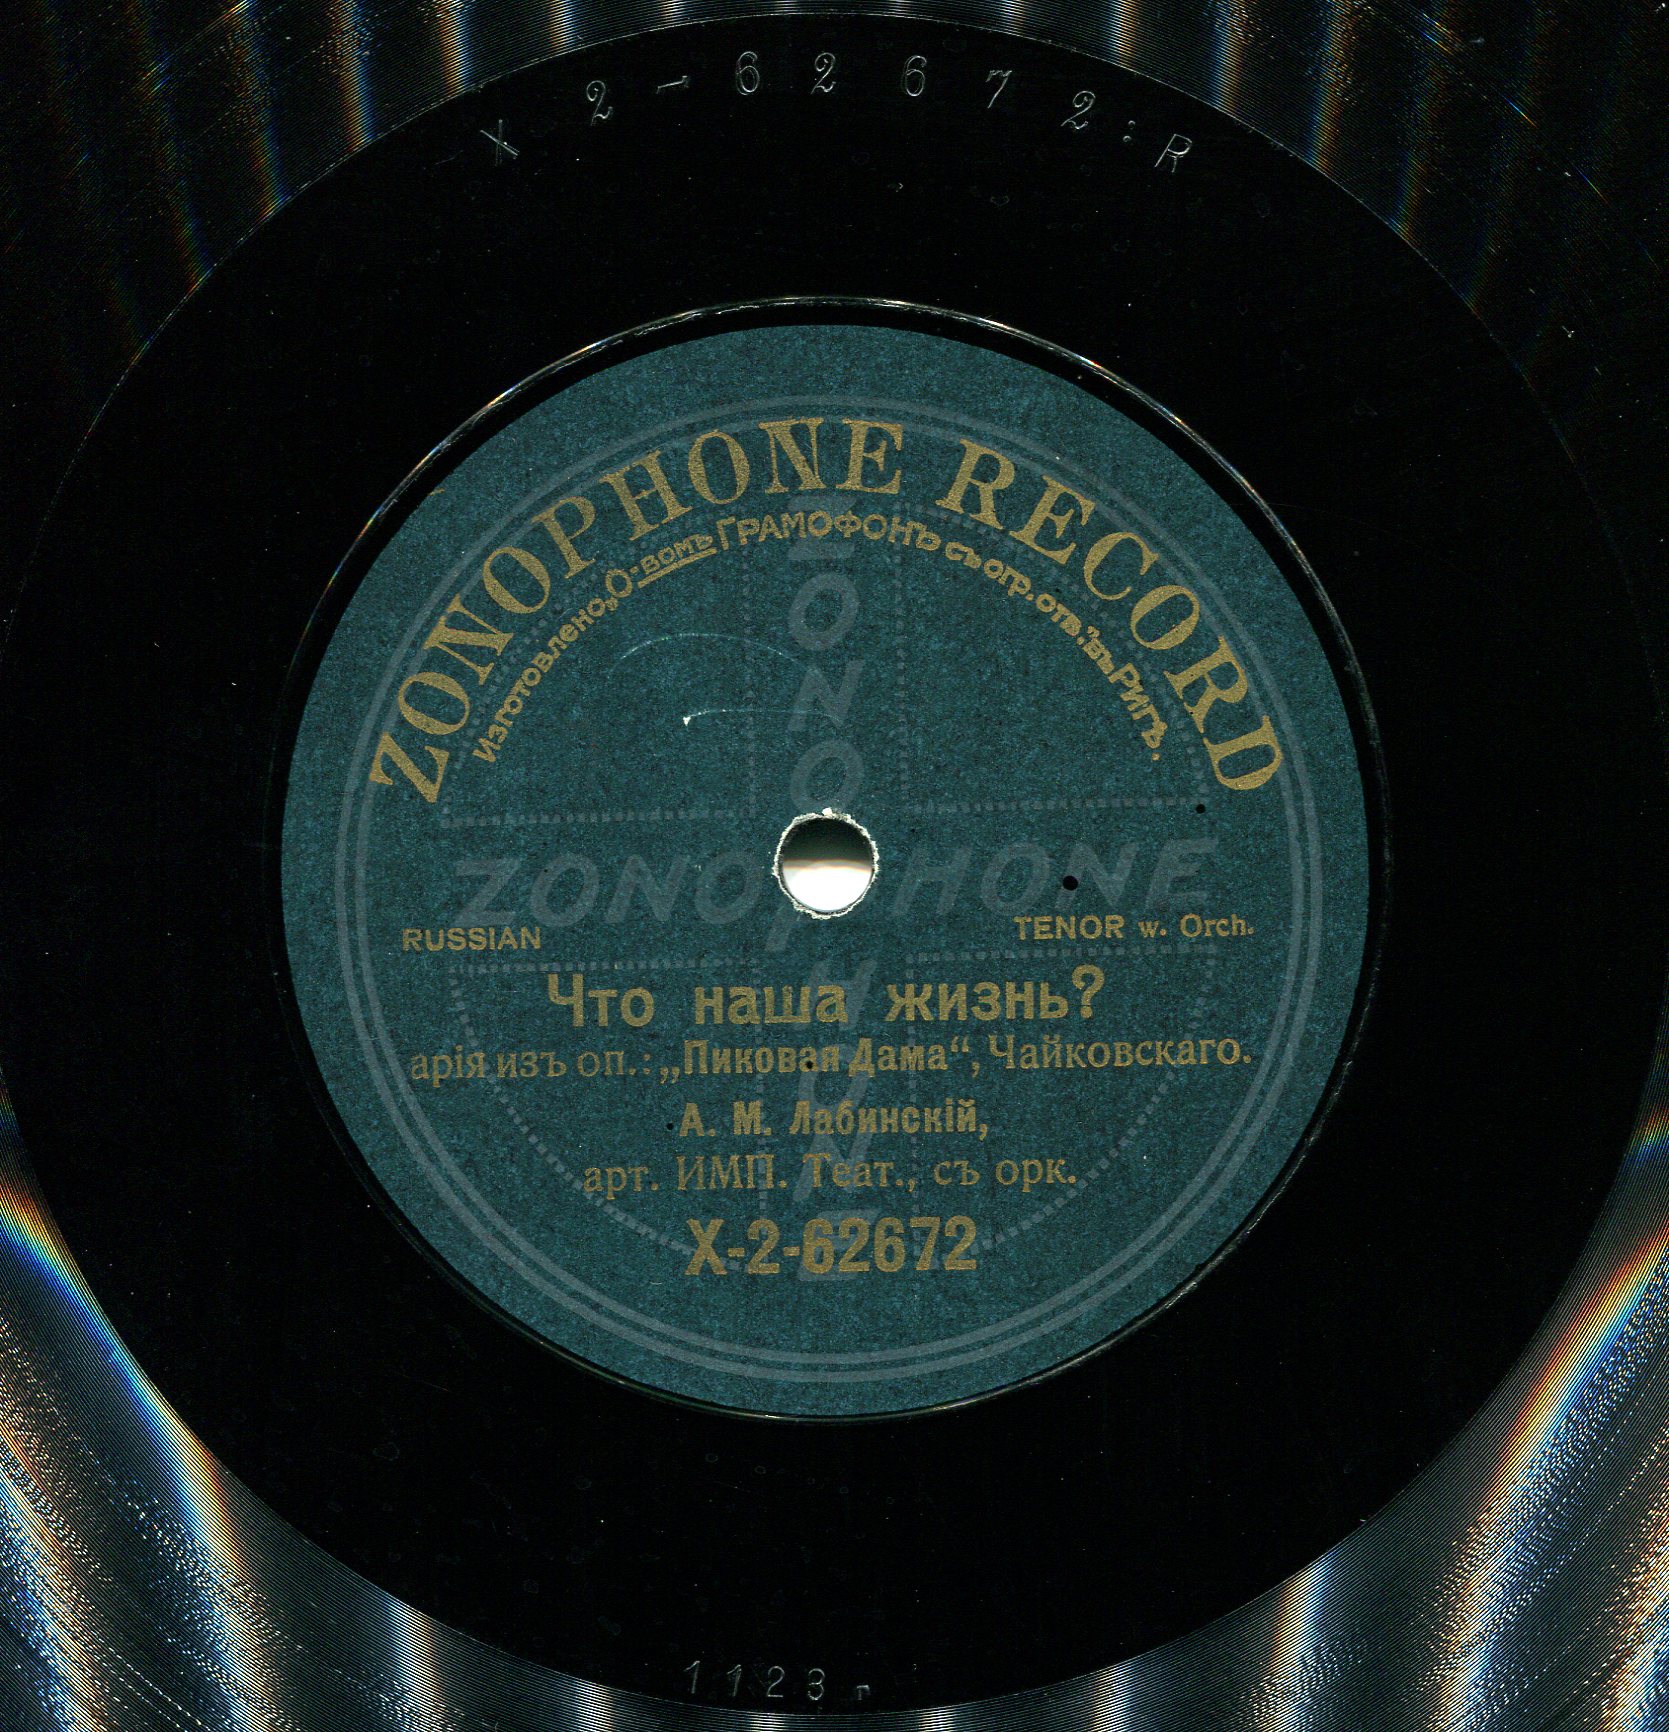 X 2-62672:R
ZONOPHONE RECORD
Изготовлено „О-вомъ Грамофонъ съ огр. отв.“ въ Ригѣ.
ZONOPHONE
ZONOPHONE
RUSSIAN
TENOR w. Orch.
Что наша жизнь?
арія изъ оп.: „Пиковая Дама“, Чайковскаго.
А. М. Лабинскій,
арт. ИМП. Теат., съ орк.
X-2-62672
1123 r